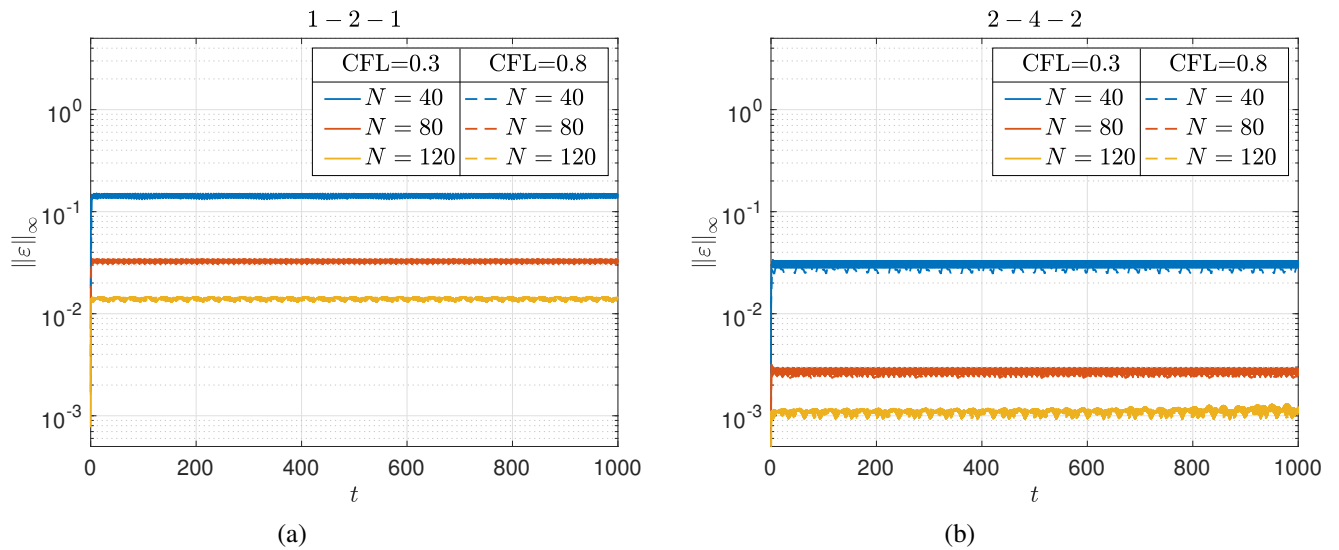 1 − 2 − 1
CFL=0.3 CFL=0.8
N = 40 N = 40
N = 80 N = 80
N = 120 N = 120
10^0
10^-1
10^-2
10^-3
‖ε‖∞
0 200 400 600 800 1000
t
(a)
2 − 4 − 2
CFL=0.3 CFL=0.8
N = 40 N = 40
N = 80 N = 80
N = 120 N = 120
10^0
10^-1
10^-2
10^-3
‖ε‖∞
0 200 400 600 800 1000
t
(b)